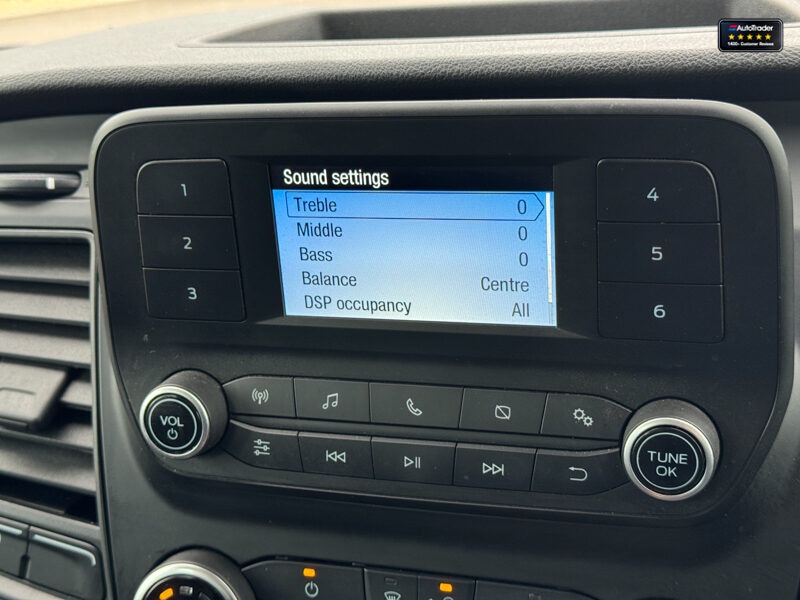 AutoTrader
1400+ Customer Reviews
Sound settings
Treble 0
Middle 0
Bass 0
Balance Centre
DSP occupancy All
1
2
3
4
5
6
VOL
TUNE
OK